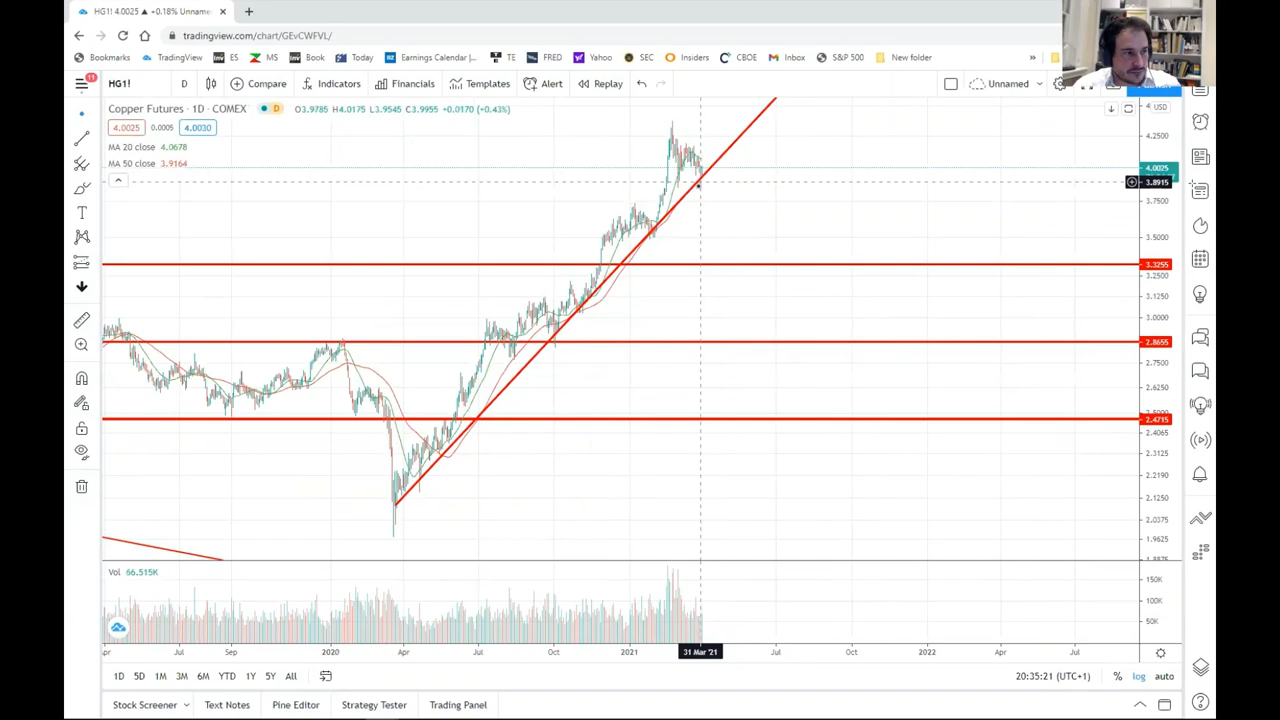 HG1! 4.0025 ▲ +0.18% Unname
tradingview.com/chart/GEvCWFVL/
Bookmarks TradingView ES MS Book Today Earnings Calendar... TE FRED Yahoo SEC Insiders CBOE Inbox S&P 500 New folder »
11
HG1! D Compare Indicators Financials Templates Alert Replay Unnamed
Copper Futures · 1D · COMEX D O3.9785 H4.0175 L3.9545 C3.9955 +0.0170 (+0.43%)
USD
4.0025 0.0005 4.0030
MA 20 close 4.0678
MA 50 close 3.9164
4.2500
4.0025
3.8915
3.7500
3.5000
3.3255
3.2500
3.1250
3.0000
2.8655
2.7500
2.6250
2.4715
2.4065
2.3125
2.2190
2.1250
2.0375
1.9625
Vol 66.515K
150K
100K
50K
Jul Sep 2020 Apr Jul Oct 2021 31 Mar '21 Jul Oct 2022 Apr Jul
1D 5D 1M 3M 6M YTD 1Y 5Y All 20:35:21 (UTC+1) % log auto
Stock Screener Text Notes Pine Editor Strategy Tester Trading Panel